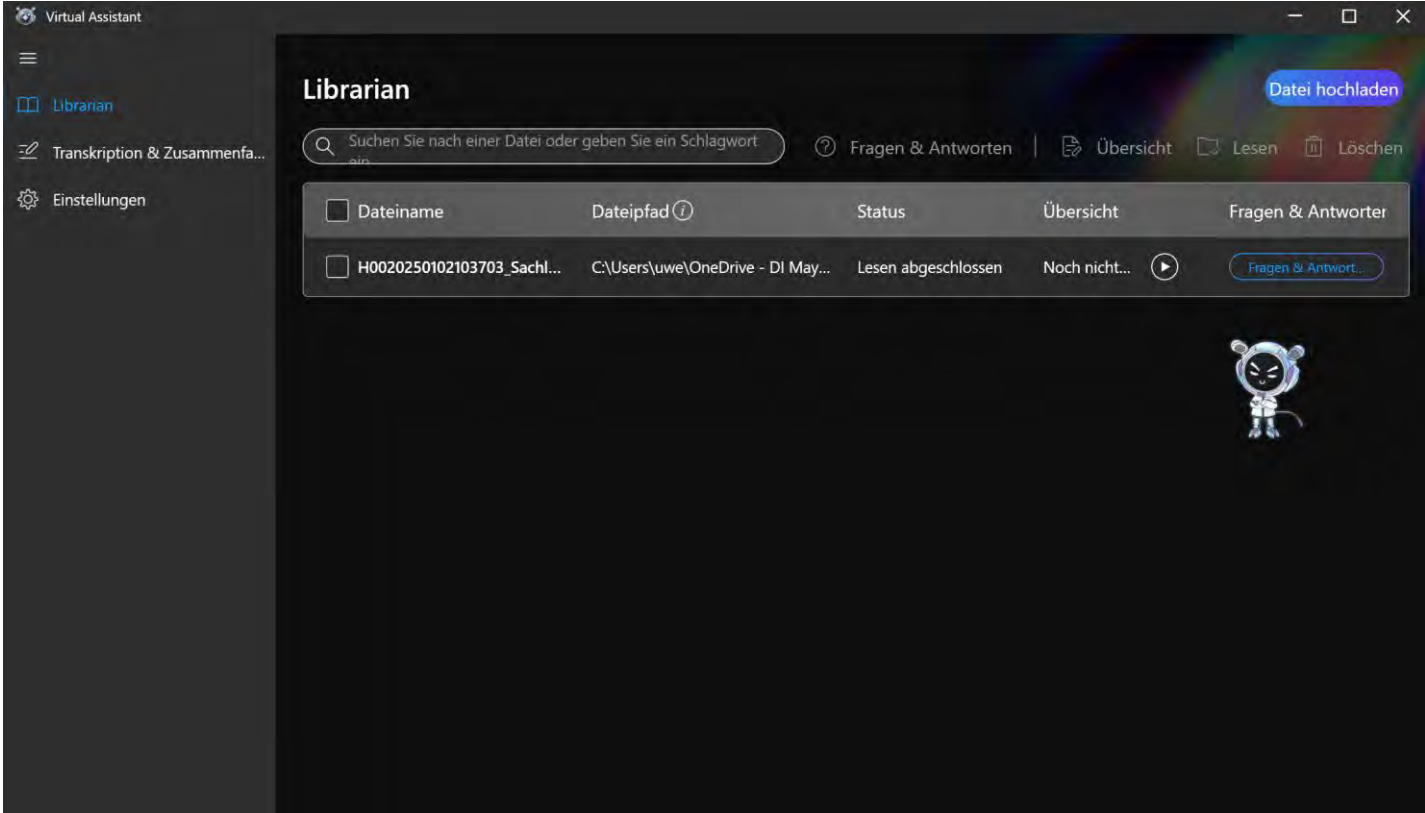 Virtual Assistant
Librarian
Transkription & Zusammenfa...
Einstellungen
Librarian
Datei hochladen
Suchen Sie nach einer Datei oder geben Sie ein Schlagwort
ein
Fragen & Antworten | Übersicht Lesen Löschen
Dateiname Dateipfad Status Übersicht Fragen & Antworter
H0020250102103703_Sachl... C:\Users\uwe\OneDrive - DI May... Lesen abgeschlossen Noch nicht... Fragen & Antwort...